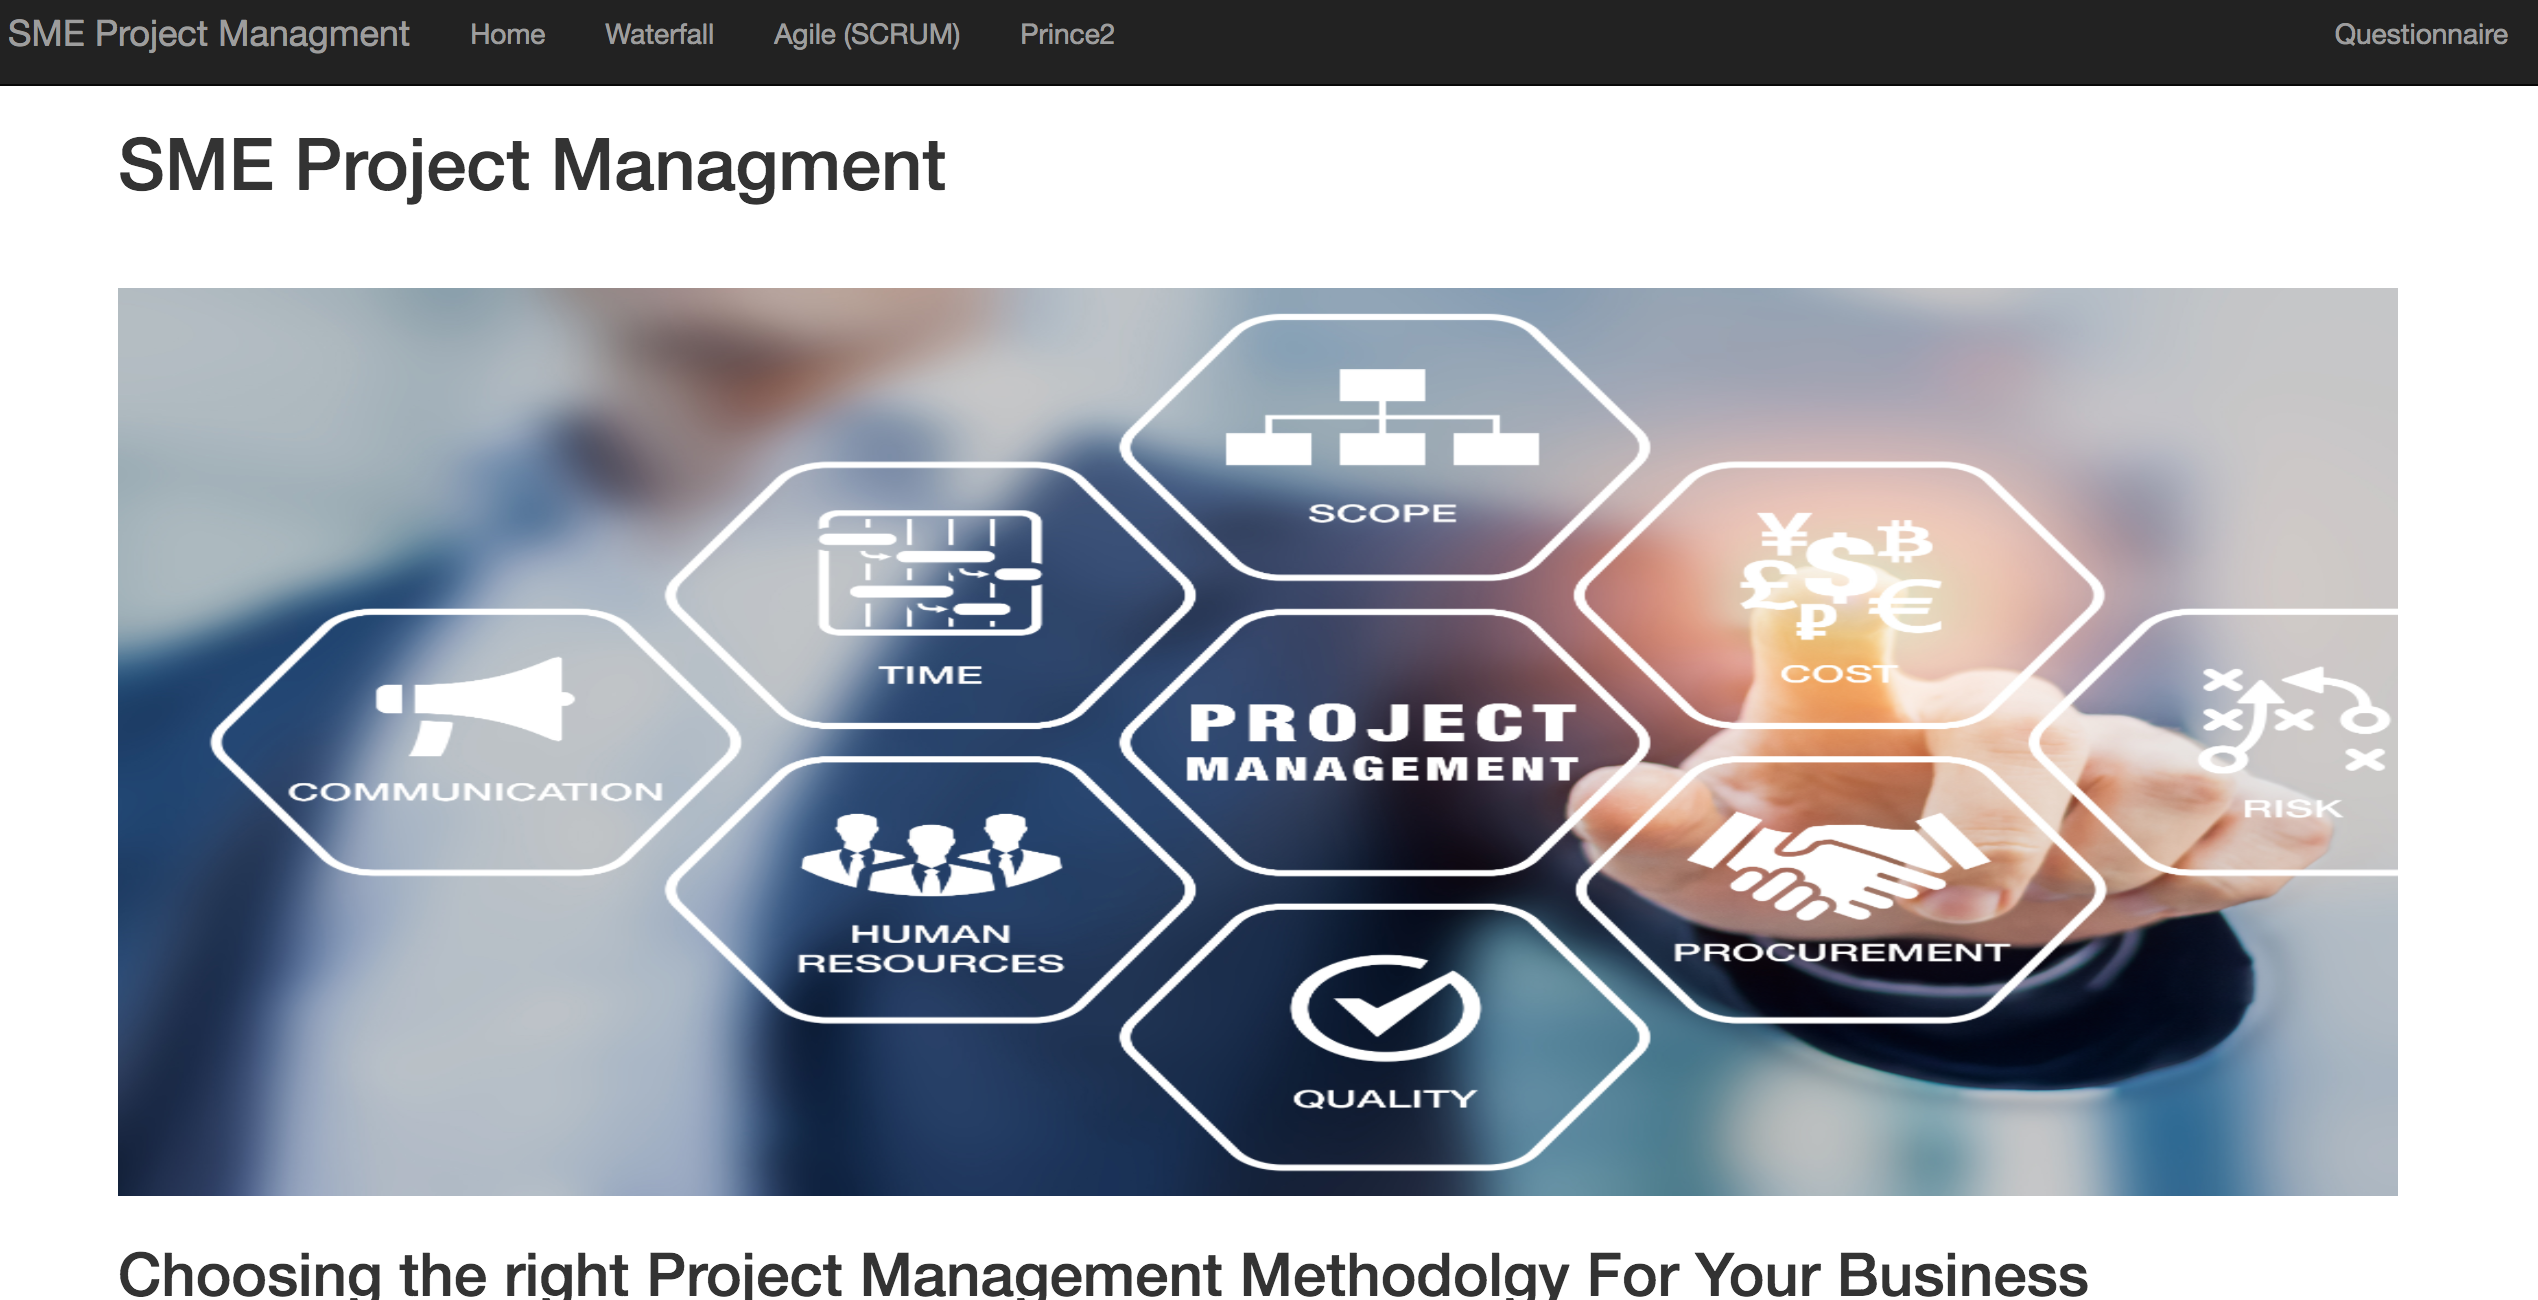 SME Project Managment
Home
Waterfall
Agile (SCRUM)
Prince2
Questionnaire
SME Project Managment
SCOPE
TIME
COST
COMMUNICATION
PROJECT
MANAGEMENT
RISK
HUMAN
RESOURCES
PROCUREMENT
QUALITY
Choosing the right Project Management Methodolgy For Your Business